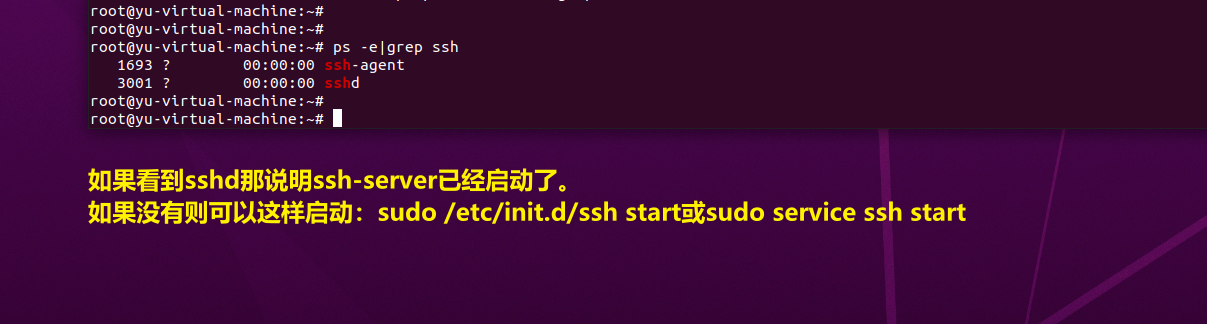 root@yu-virtual-machine:~#
root@yu-virtual-machine:~#
root@yu-virtual-machine:~# ps -e|grep ssh
   1693 ?        00:00:00 ssh-agent
   3001 ?        00:00:00 sshd
root@yu-virtual-machine:~#
root@yu-virtual-machine:~#
如果看到sshd那说明ssh-server已经启动了。
如果没有则可以这样启动：sudo /etc/init.d/ssh start或sudo service ssh start